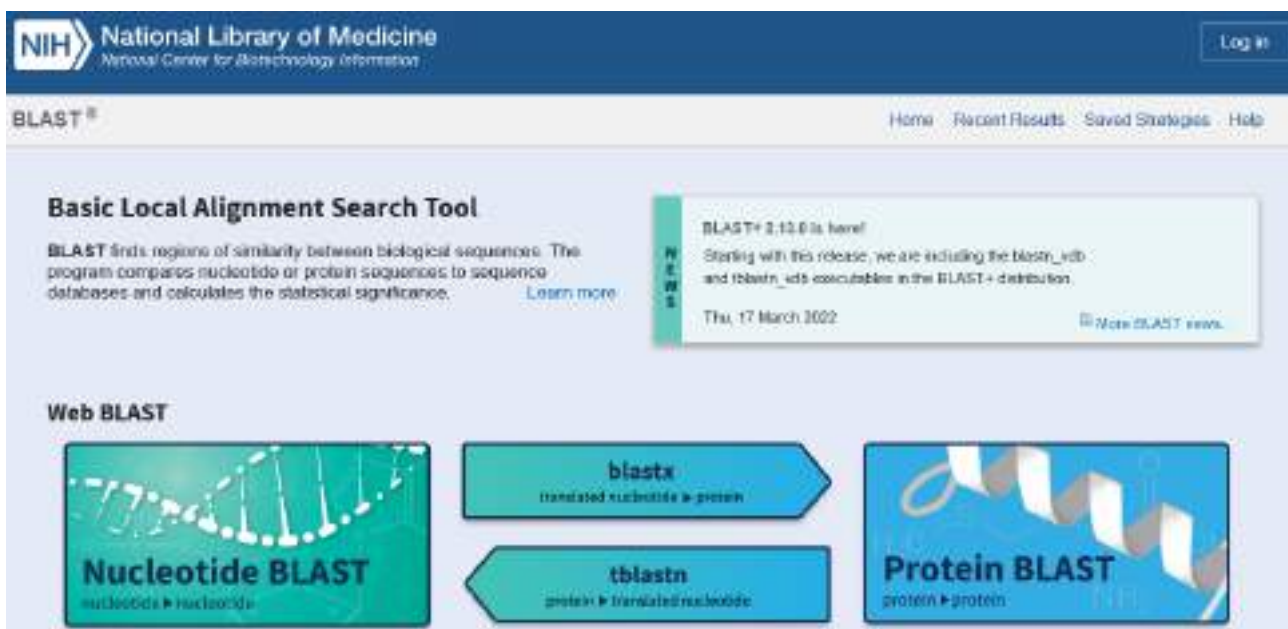 NIH
National Library of Medicine
National Center for Biotechnology Information
Log in
BLAST ®
Home Recent Results Saved Strategies Help
Basic Local Alignment Search Tool
BLAST finds regions of similarity between biological sequences. The
program compares nucleotide or protein sequences to sequence
databases and calculates the statistical significance. Learn more
NEWS
BLAST+ 2.13.0 is here!
Starting with this release, we are including the blastn_vdb
and tblastn_vdb executables in the BLAST+ distribution.
Thu, 17 March 2022
More BLAST news...
Web BLAST
Nucleotide BLAST
nucleotide ▶ nucleotide
blastx
translated nucleotide ▶ protein
tblastn
protein ▶ translated nucleotide
Protein BLAST
protein ▶ protein